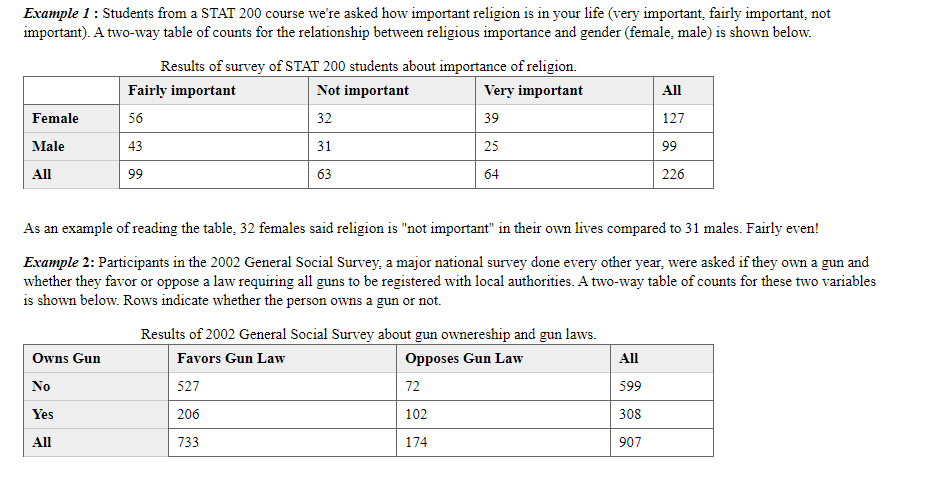 Example 1 : Students from a STAT 200 course we're asked how important religion is in your life (very important, fairly important, not
important). A two-way table of counts for the relationship between religious importance and gender (female, male) is shown below.
Results of survey of STAT 200 students about importance of religion.
Fairly important Not important Very important All
Female 56 32 39 127
Male 43 31 25 99
All 99 63 64 226
As an example of reading the table, 32 females said religion is "not important" in their own lives compared to 31 males. Fairly even!
Example 2: Participants in the 2002 General Social Survey, a major national survey done every other year, were asked if they own a gun and
whether they favor or oppose a law requiring all guns to be registered with local authorities. A two-way table of counts for these two variables
is shown below. Rows indicate whether the person owns a gun or not.
Results of 2002 General Social Survey about gun ownereship and gun laws.
Owns Gun Favors Gun Law Opposes Gun Law All
No 527 72 599
Yes 206 102 308
All 733 174 907